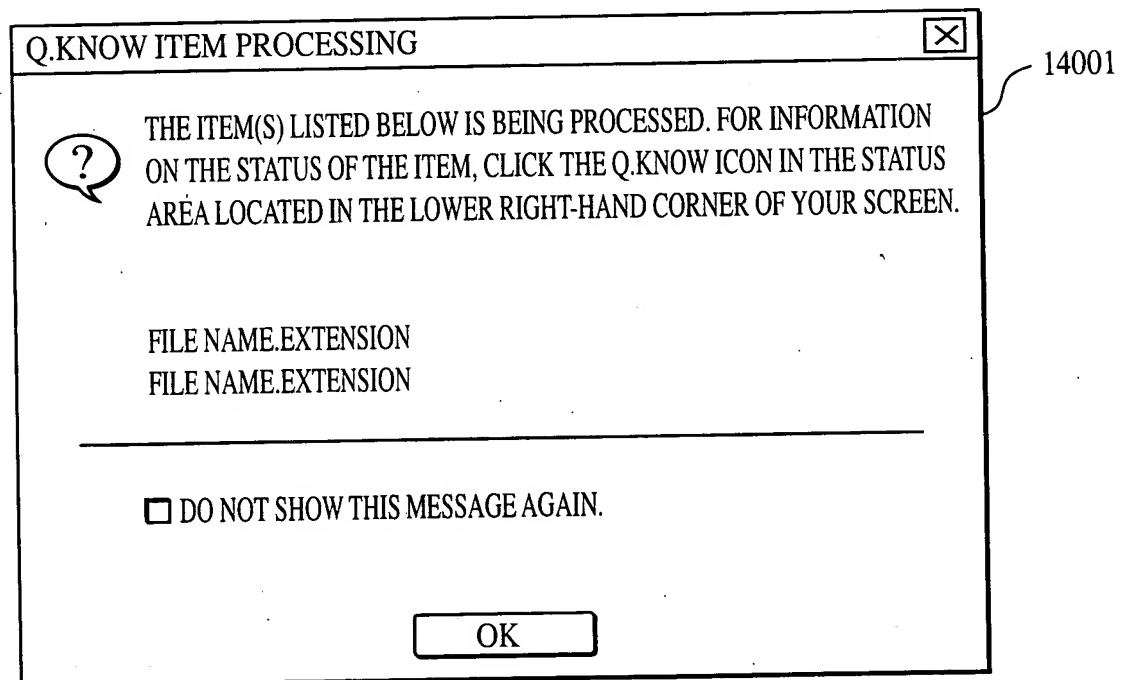 Q.KNOW ITEM PROCESSING
14001
THE ITEM(S) LISTED BELOW IS BEING PROCESSED. FOR INFORMATION
ON THE STATUS OF THE ITEM, CLICK THE Q.KNOW ICON IN THE STATUS
AREA LOCATED IN THE LOWER RIGHT-HAND CORNER OF YOUR SCREEN.
?
FILE NAME.EXTENSION
FILE NAME.EXTENSION
DO NOT SHOW THIS MESSAGE AGAIN.
OK